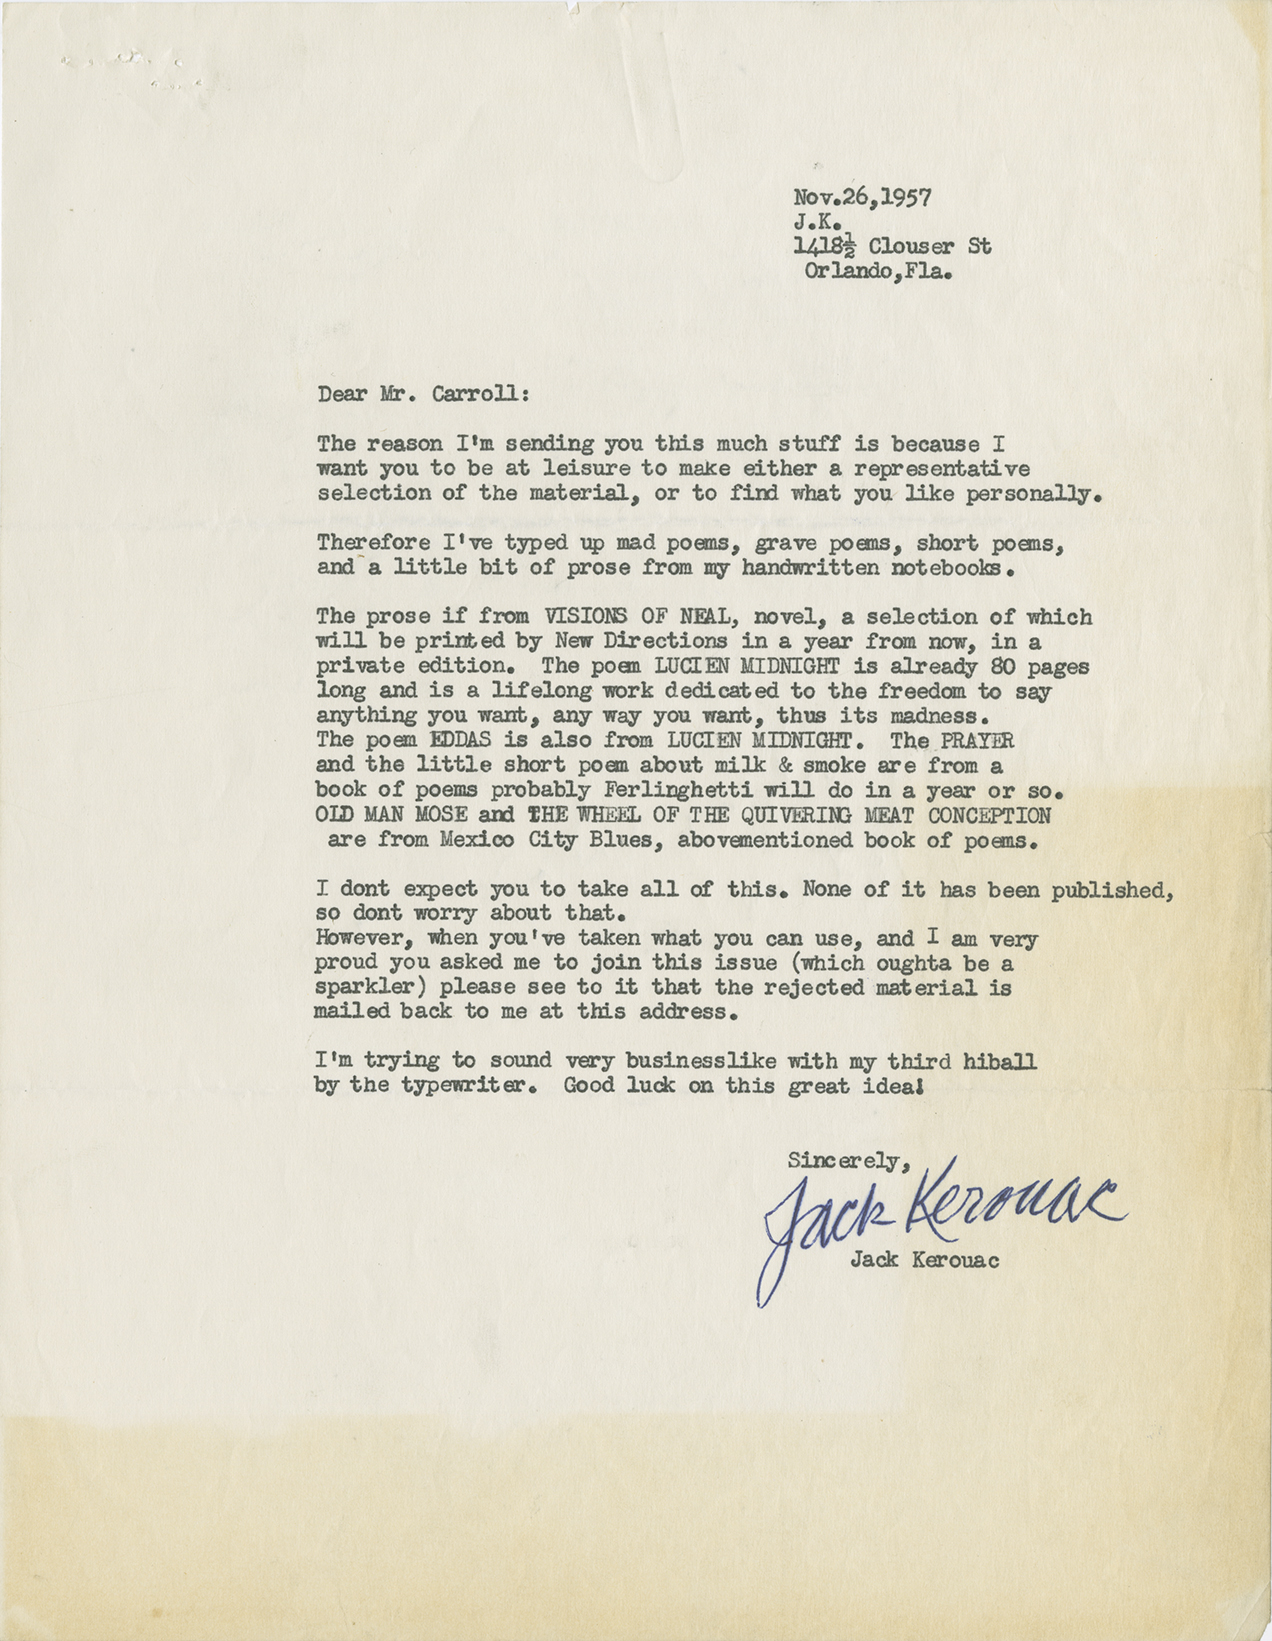 Nov.26,1957
J.K.
1418½ Clouser St
Orlando,Fla.
Dear Mr. Carroll:
The reason I'm sending you this much stuff is because I
want you to be at leisure to make either a representative
selection of the material, or to find what you like personally.
Therefore I've typed up mad poems, grave poems, short poems,
and a little bit of prose from my handwritten notebooks.
The prose if from VISIONS OF NEAL, novel, a selection of which
will be printed by New Directions in a year from now, in a
private edition. The poem LUCIEN MIDNIGHT is already 80 pages
long and is a lifelong work dedicated to the freedom to say
anything you want, any way you want, thus its madness.
The poem EDDAS is also from LUCIEN MIDNIGHT. The PRAYER
and the little short poem about milk & smoke are from a
book of poems probably Ferlinghetti will do in a year or so.
OLD MAN MOSE and THE WHEEL OF THE QUIVERING MEAT CONCEPTION
are from Mexico City Blues, abovementioned book of poems.
I dont expect you to take all of this. None of it has been published,
so dont worry about that.
However, when you've taken what you can use, and I am very
proud you asked me to join this issue (which oughta be a
sparkler) please see to it that the rejected material is
mailed back to me at this address.
I'm trying to sound very businesslike with my third hiball
by the typewriter. Good luck on this great idea!
Sincerely,
Jack Kerouac
Jack Kerouac